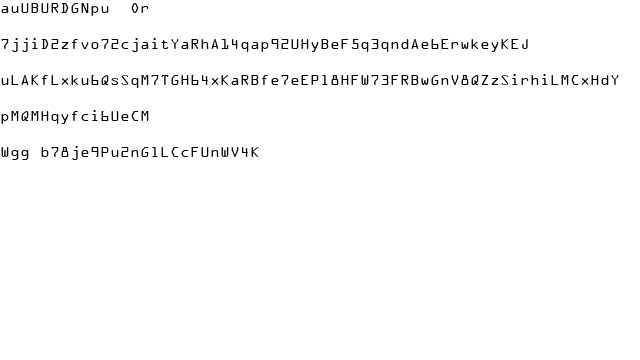 auUBURDGNpu  0r
7jjiD2zfvo72cjaitYaRhA14qap92UHyBeF5q3qndAe6ErwkeyKEJ
uLAKfLxku6QsSqM7TGH64xKaRBfe7eEP18HFW73FRBwGnV8QZzSirhiLMCxHdY
pMQMHqyfci6UeCM
Wgg b78je9Pu2nG1LCcFUnWV4K